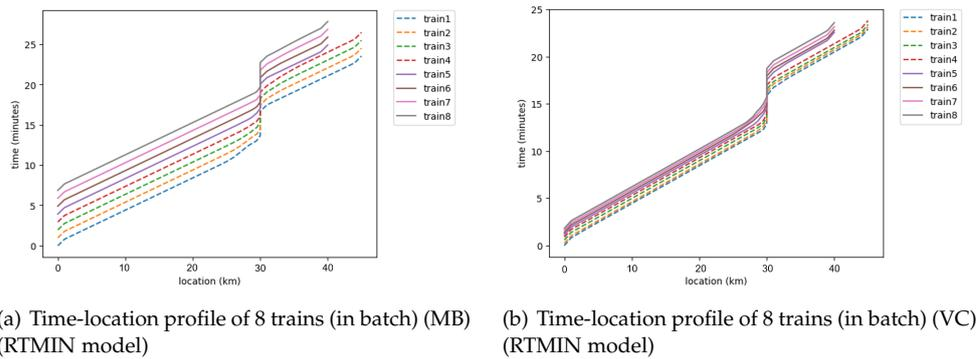 train1
train2
train3
train4
train5
train6
train7
train8
25
20
15
10
5
0
time (minutes)
0 10 20 30 40
location (km)
train1
train2
train3
train4
train5
train6
train7
train8
25
20
15
10
5
0
time (minutes)
0 10 20 30 40
location (km)
a) Time-location profile of 8 trains (in batch) (MB)
(RTMIN model)
(b) Time-location profile of 8 trains (in batch) (VC)
(RTMIN model)